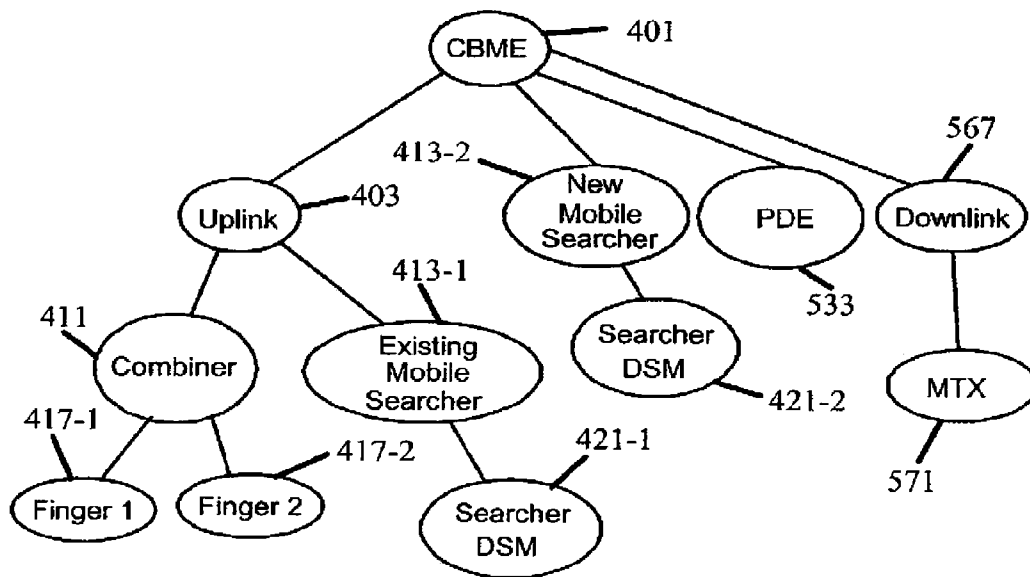 CBME
401
413-2
567
Uplink
403
New
Mobile
Searcher
PDE
Downlink
413-1
533
411
Combiner
Existing
Mobile
Searcher
Searcher
DSM
MTX
417-1
417-2
421-1
421-2
571
Finger 1
Finger 2
Searcher
DSM